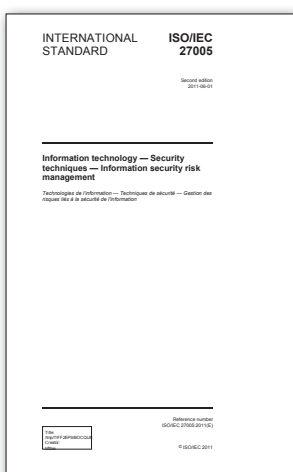 INTERNATIONAL
STANDARD
ISO/IEC
27005
Second edition
2011-06-01
Information technology — Security
techniques — Information security risk
management
Technologies de l'information — Techniques de sécurité — Gestion des
risques liés à la sécurité de l'information
Reference number
ISO/IEC 27005:2011(E)
Title:
Creator:
© ISO/IEC 2011